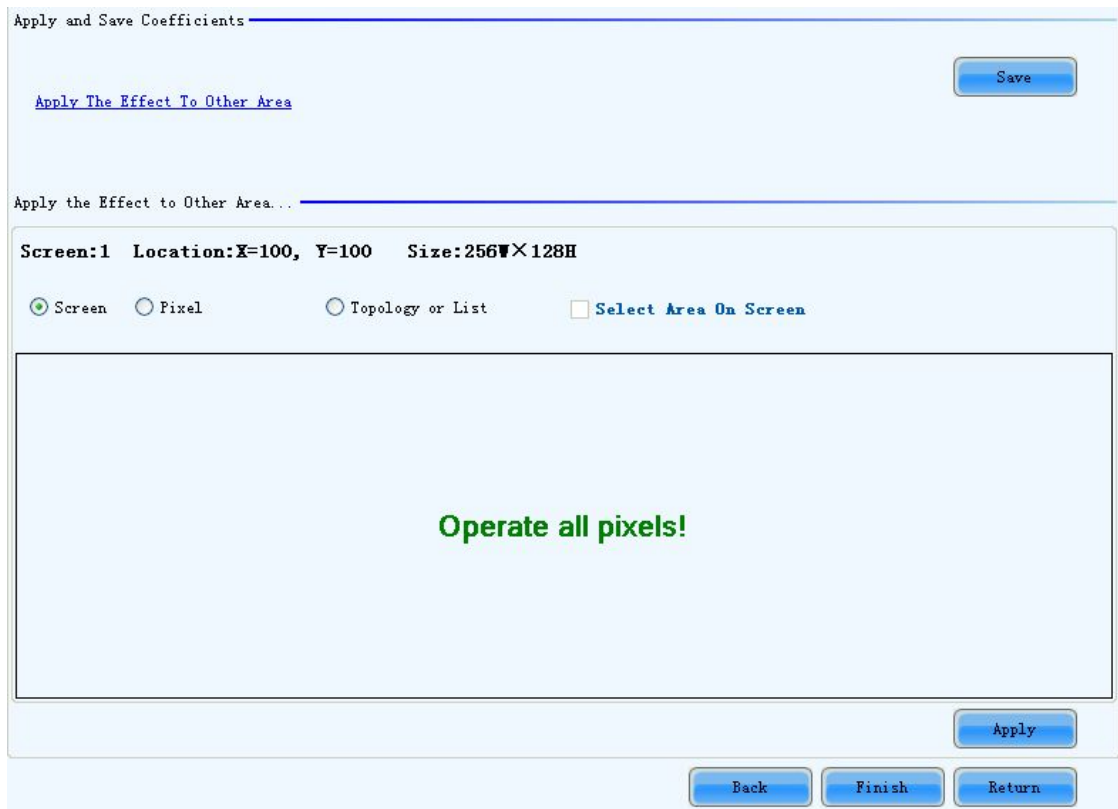 Apply and Save Coefficients
Save
Apply The Effect To Other Area
Apply the Effect to Other Area...
Screen:1 Location:X=100, Y=100 Size:256W×128H
Screen Pixel Topology or List Select Area On Screen
Operate all pixels!
Apply
Back Finish Return